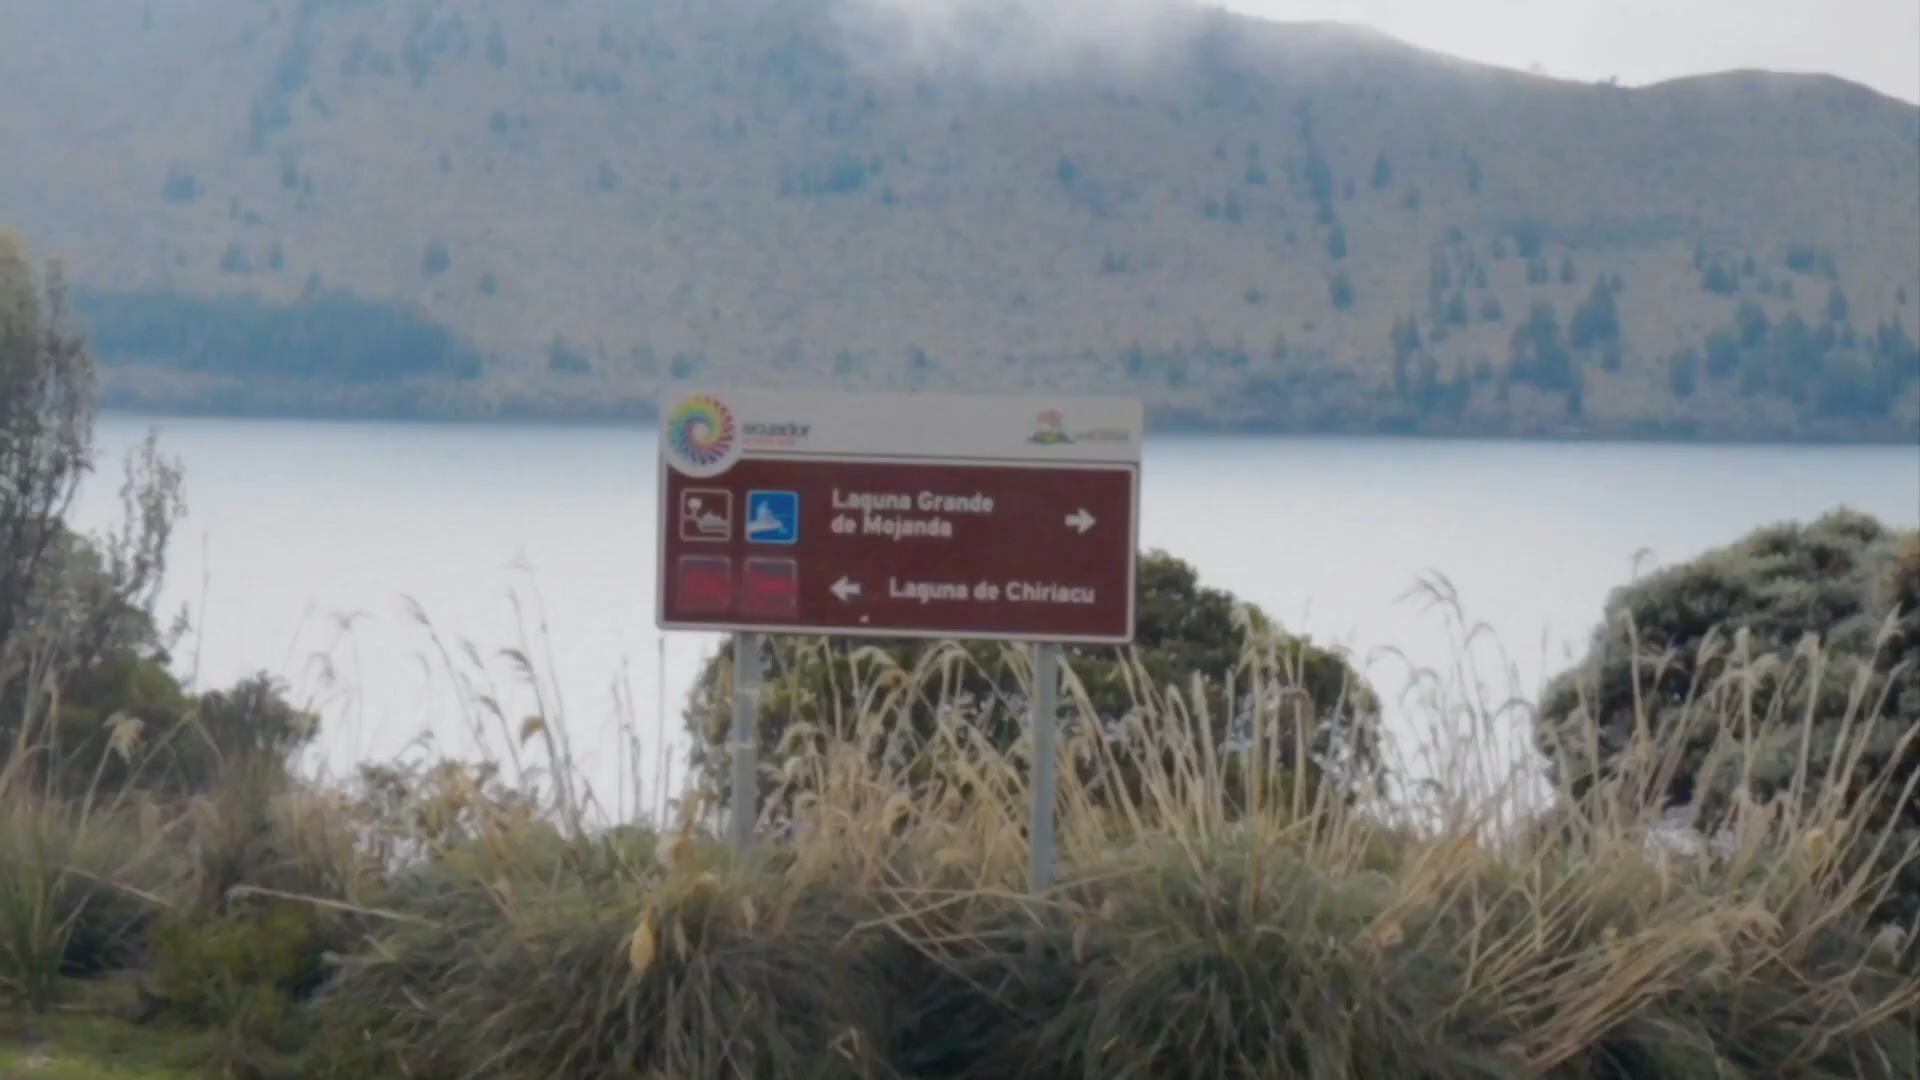 ecuador
Laguna Grande
de Mojanda
Laguna de Chiriacu